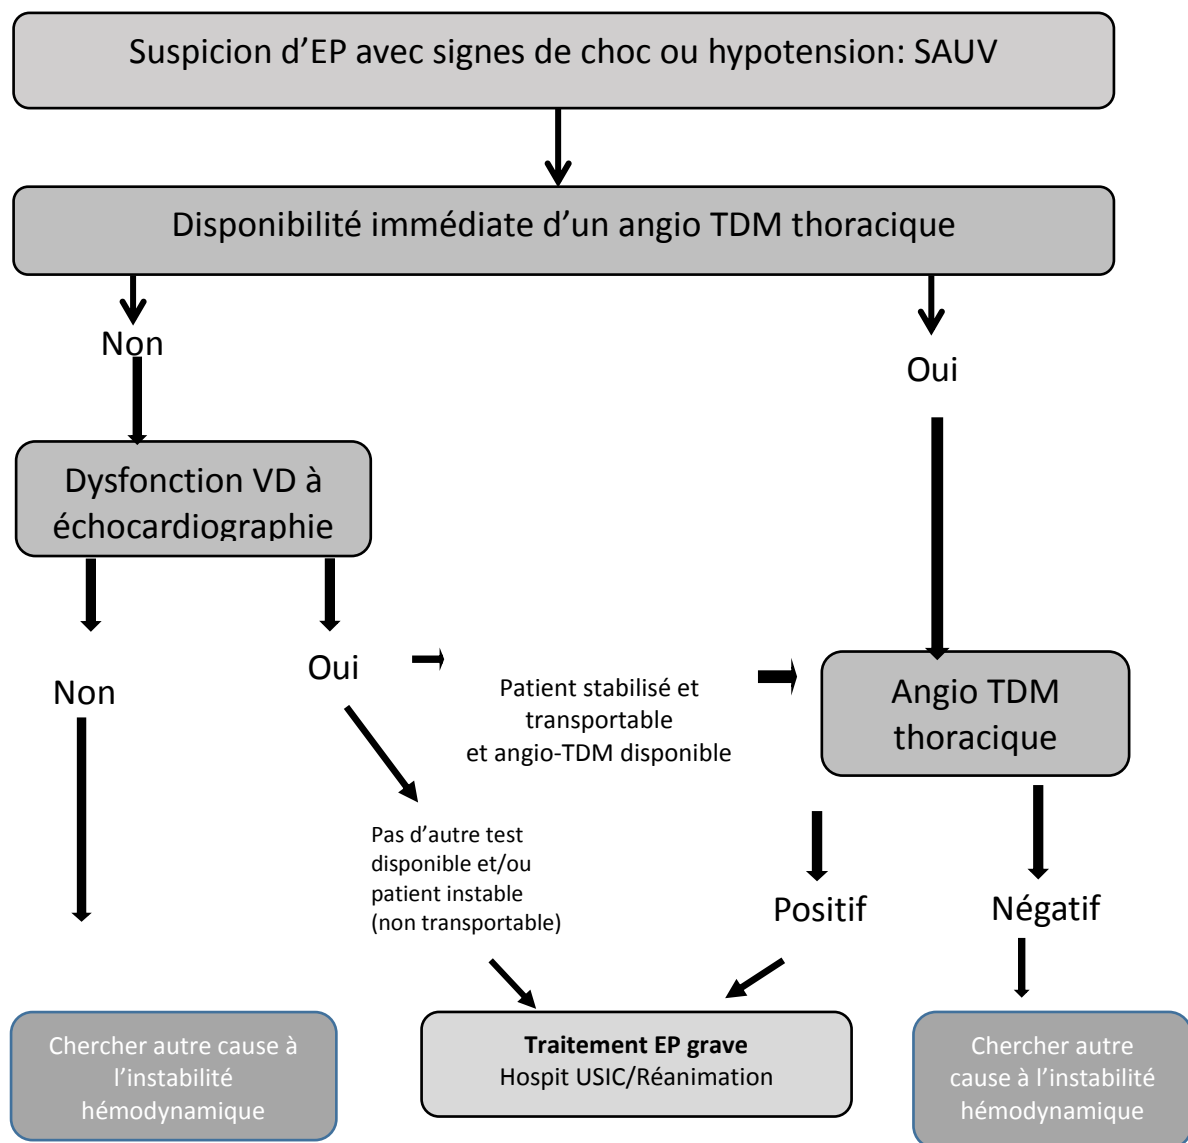 Suspicion d’EP avec signes de choc ou hypotension: SAUV
Disponibilité immédiate d’un angio TDM thoracique
Non
Oui
Dysfonction VD à
échocardiographie
Non
Oui
Patient stabilisé et
transportable
et angio-TDM disponible
Angio TDM
thoracique
Pas d’autre test
disponible et/ou
patient instable
(non transportable)
Positif
Négatif
Chercher autre cause à
l’instabilité
hémodynamique
Traitement EP grave
Hospit USIC/Réanimation
Chercher autre
cause à l’instabilité
hémodynamique